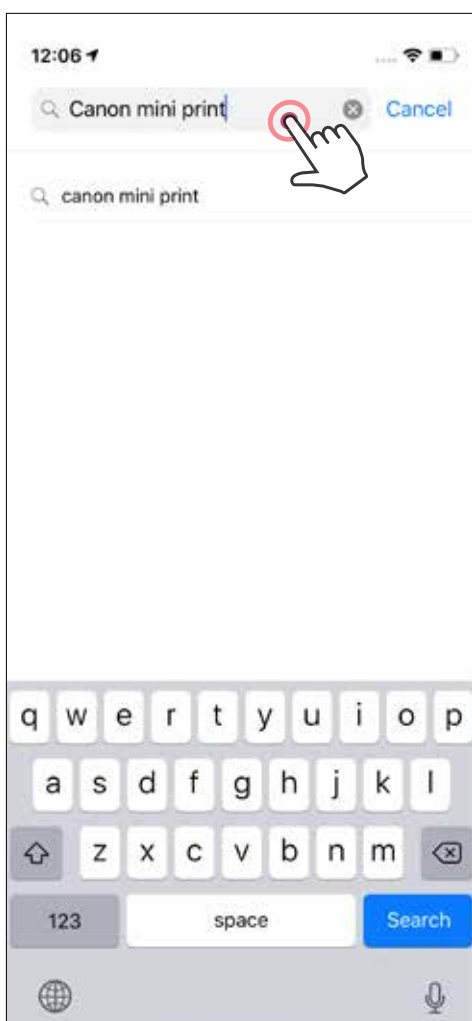 12:06
Canon mini print Cancel
canon mini print
q w e r t y u i o p
a s d f g h j k l
z x c v b n m
123 space Search